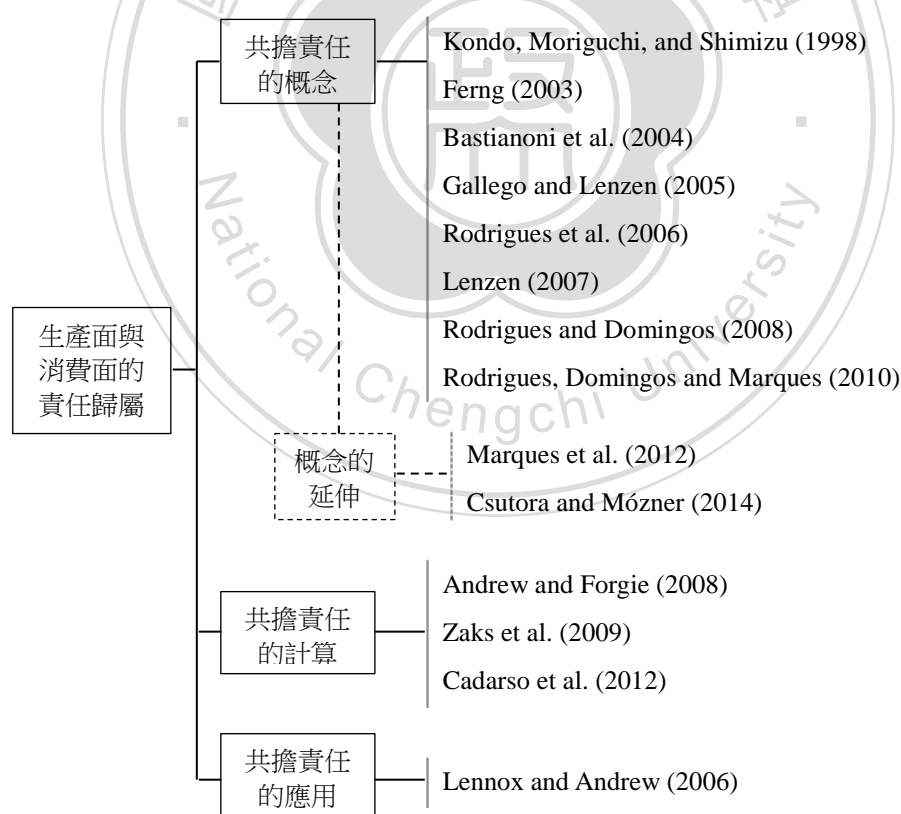 共擔責任
的概念
Kondo, Moriguchi, and Shimizu (1998)
Ferng (2003)
Bastianoni et al. (2004)
Gallego and Lenzen (2005)
Rodrigues et al. (2006)
Lenzen (2007)
Rodrigues and Domingos (2008)
Rodrigues, Domingos and Marques (2010)
生產面與
消費面的
責任歸屬
概念的
延伸
Marques et al. (2012)
Csutora and Mózner (2014)
共擔責任
的計算
Andrew and Forgie (2008)
Zaks et al. (2009)
Cadarso et al. (2012)
共擔責任
的應用
Lennox and Andrew (2006)
National Chengchi University